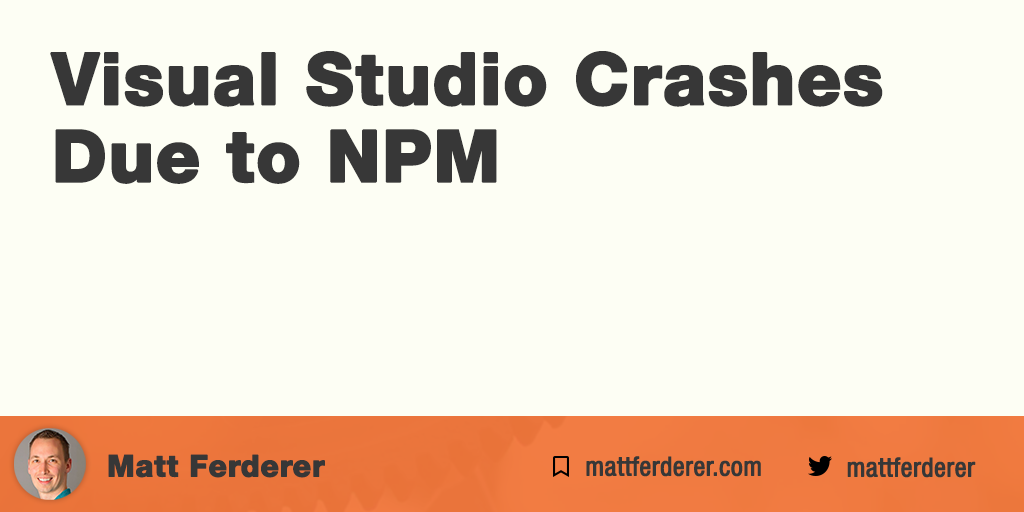 Visual Studio Crashes
Due to NPM
Matt Ferderer
mattferderer.com
mattferderer